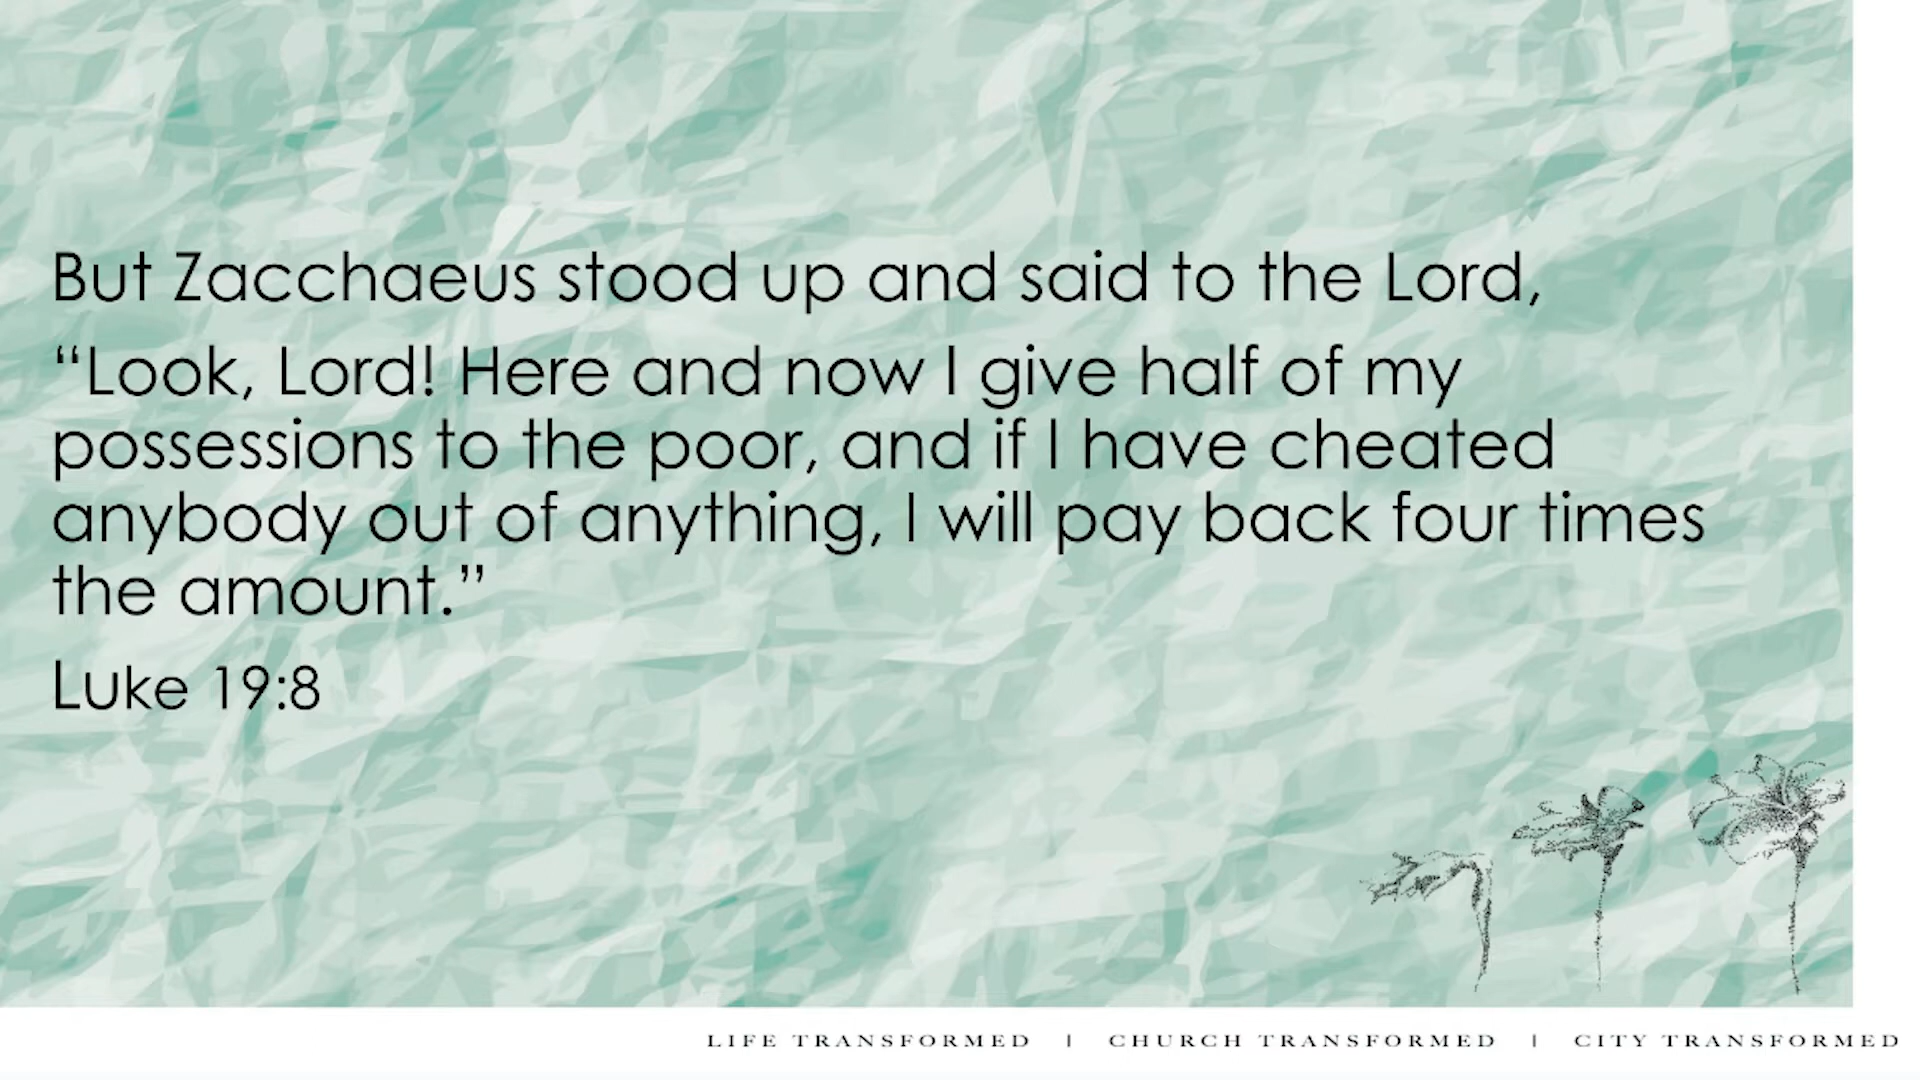 But Zacchaeus stood up and said to the Lord,
“Look, Lord! Here and now I give half of my
possessions to the poor, and if I have cheated
anybody out of anything, I will pay back four times
the amount.”
Luke 19:8
LIFE TRANSFORMED | CHURCH TRANSFORMED | CITY TRANSFORMED